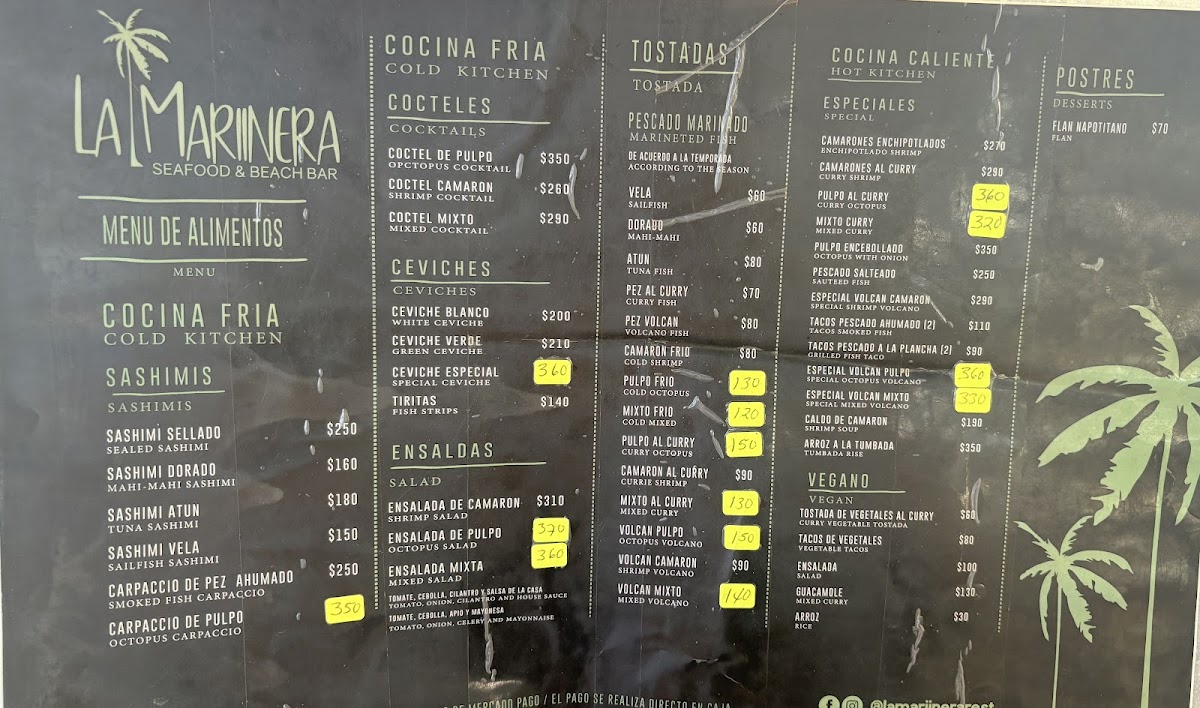 LA MARIINERA
SEAFOOD & BEACH BAR
MENU DE ALIMENTOS
MENU
COCINA FRIA
COLD KITCHEN
SASHIMIS
SASHIMIS
SASHIMI SELLADO $250
SEALED SASHIMI
SASHIMI DORADO $160
MAHI-MAHI SASHIMI
SASHIMI ATUN $180
TUNA SASHIMI
SASHIMI VELA $150
SAILFISH SASHIMI
CARPACCIO DE PEZ AHUMADO $250
SMOKED FISH CARPACCIO
CARPACCIO DE PULPO 350
OCTOPUS CARPACCIO
COCINA FRIA
COLD KITCHEN
COCTELES
COCKTAILS
COCTEL DE PULPO $350
OPCTOPUS COCKTAIL
COCTEL CAMARON $260
SHRIMP COCKTAIL
COCTEL MIXTO $290
MIXED COCKTAIL
CEVICHES
CEVICHES
CEVICHE BLANCO $200
WHITE CEVICHE
CEVICHE VERDE $210
GREEN CEVICHE
CEVICHE ESPECIAL 360
SPECIAL CEVICHE
TIRITAS $140
FISH STRIPS
ENSALDAS
SALAD
ENSALADA DE CAMARON $310
SHRIMP SALAD
ENSALADA DE PULPO 370
OCTOPUS SALAD
ENSALADA MIXTA 360
MIXED SALAD
TOMATE, CEBOLLA, CILANTRO Y SALSA DE LA CASA
TOMATO, ONION, CILANTRO AND HOUSE SAUCE
TOMATE, CEBOLLA, APIO Y MAYONESA
TOMATO, ONION, CELERY AND MAYONNAISE
TOSTADAS
TOSTADA
PESCADO MARINADO
MARINETED FISH
DE ACUERDO A LA TEMPORADA
ACCORDING TO THE SEASON
VELA $60
SAILFISH
DORADO $60
MAHI-MAHI
ATUN $80
TUNA FISH
PEZ AL CURRY $70
CURRY FISH
PEZ VOLCAN $80
VOLCANO FISH
CAMARON FRIO $80
COLD SHRIMP
PULPO FRIO 130
COLD OCTOPUS
MIXTO FRIO 120
COLD MIXED
PULPO AL CURRY 150
CURRY OCTOPUS
CAMARON AL CURRY $90
CURRIE SHRIMP
MIXTO AL CURRY 130
MIXED CURRY
VOLCAN PULPO 150
OCTOPUS VOLCANO
VOLCAN CAMARON $90
SHRIMP VOLCANO
VOLCAN MIXTO 140
MIXED VOLCANO
COCINA CALIENTE
HOT KITCHEN
ESPECIALES
SPECIAL
CAMARONES ENCHIPOTLADOS $270
ENCHIPOTLADO SHRIMP
CAMARONES AL CURRY $290
CURRY SHRIMP
PULPO AL CURRY 360
CURRY OCTOPUS
MIXTO CURRY 320
MIXED CURRY
PULPO ENCEBOLLADO $350
OCTOPUS WITH ONION
PESCADO SALTEADO $250
SAUTEED FISH
ESPECIAL VOLCAN CAMARON $290
SPECIAL SHRIMP VOLCANO
TACOS PESCADO AHUMADO (2) $110
TACOS SMOKED FISH
TACOS PESCADO A LA PLANCHA (2) $90
GRILLED FISH TACO
ESPECIAL VOLCAN PULPO 360
SPECIAL OCTOPUS VOLCANO
ESPECIAL VOLCAN MIXTO 330
SPECIAL MIXED VOLCANO
CALDO DE CAMARON $190
SHRIMP SOUP
ARROZ A LA TUMBADA $350
TUMBADA RISE
VEGANO
VEGAN
TOSTADA DE VEGETALES AL CURRY $60
CURRY VEGETABLE TOSTADA
TACOS DE VEGETALES $80
VEGETABLE TACOS
ENSALADA $100
SALAD
GUACAMOLE $130
MIXED CURRY
ARROZ $30
RICE
POSTRES
DESSERTS
FLAN NAPOTITANO $70
FLAN
DE MERCADO PAGO / EL PAGO SE REALIZA DIRECTO EN CAJA
@lamariinerarest